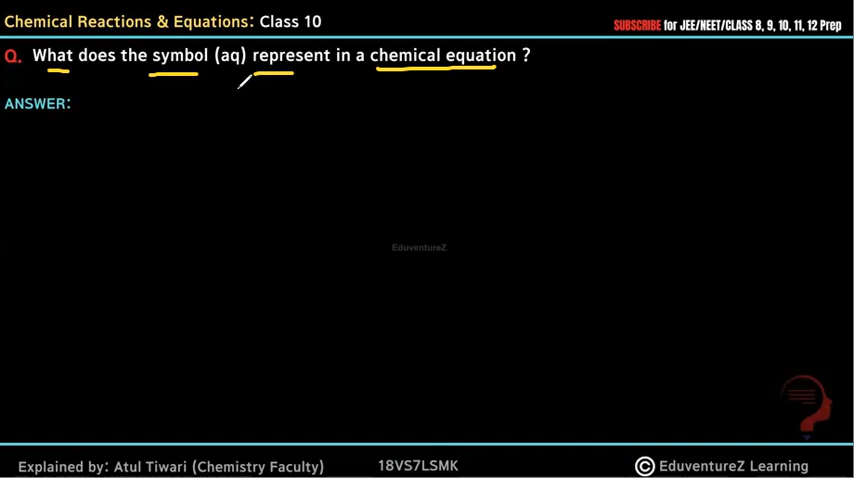 Chemical Reactions & Equations: Class 10
SUBSCRIBE for JEE/NEET/CLASS 8, 9, 10, 11, 12 Prep
Q. What does the symbol (aq) represent in a chemical equation ?
ANSWER:
EduventureZ
Explained by: Atul Tiwari (Chemistry Faculty)
18VS7LSMK
© EduventureZ Learning